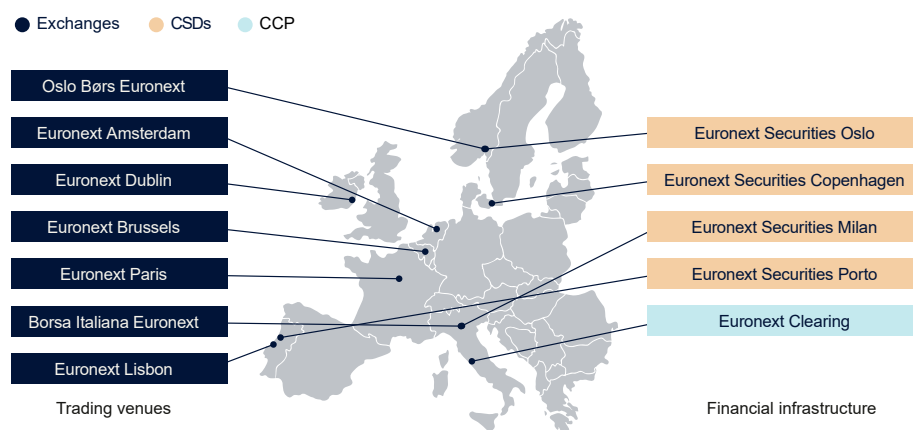 Exchanges
CSDs
CCP
Oslo Børs Euronext
Euronext Amsterdam
Euronext Dublin
Euronext Brussels
Euronext Paris
Borsa Italiana Euronext
Euronext Lisbon
Trading venues
Euronext Securities Oslo
Euronext Securities Copenhagen
Euronext Securities Milan
Euronext Securities Porto
Euronext Clearing
Financial infrastructure